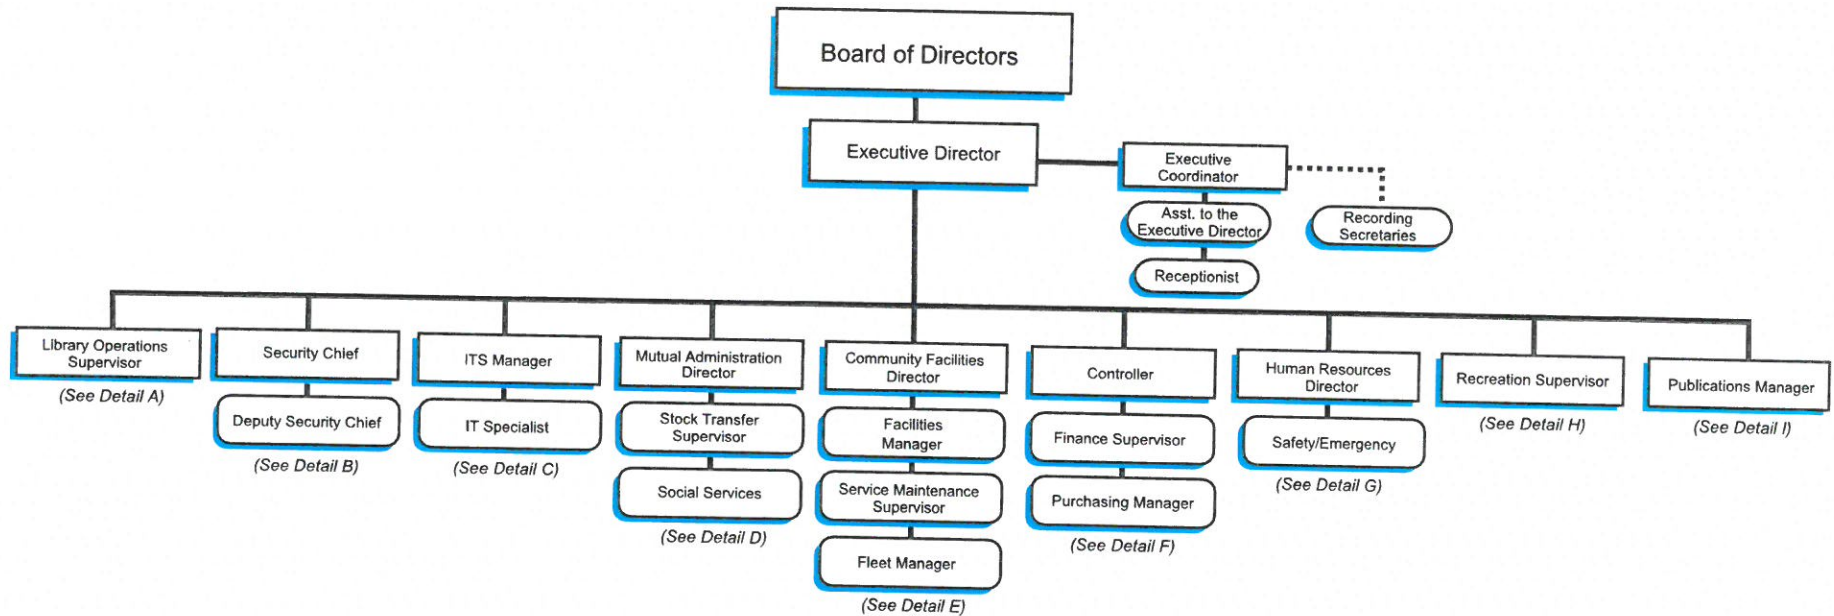 Board of Directors
Executive Director
Executive
Coordinator
Asst. to the
Executive Director
Recording
Secretaries
Receptionist
Library Operations
Supervisor
(See Detail A)
Security Chief
Deputy Security Chief
(See Detail B)
ITS Manager
IT Specialist
(See Detail C)
Mutual Administration
Director
Stock Transfer
Supervisor
Social Services
(See Detail D)
Community Facilities
Director
Facilities
Manager
Service Maintenance
Supervisor
Fleet Manager
(See Detail E)
Controller
Finance Supervisor
Purchasing Manager
(See Detail F)
Human Resources
Director
Safety/Emergency
(See Detail G)
Recreation Supervisor
(See Detail H)
Publications Manager
(See Detail I)